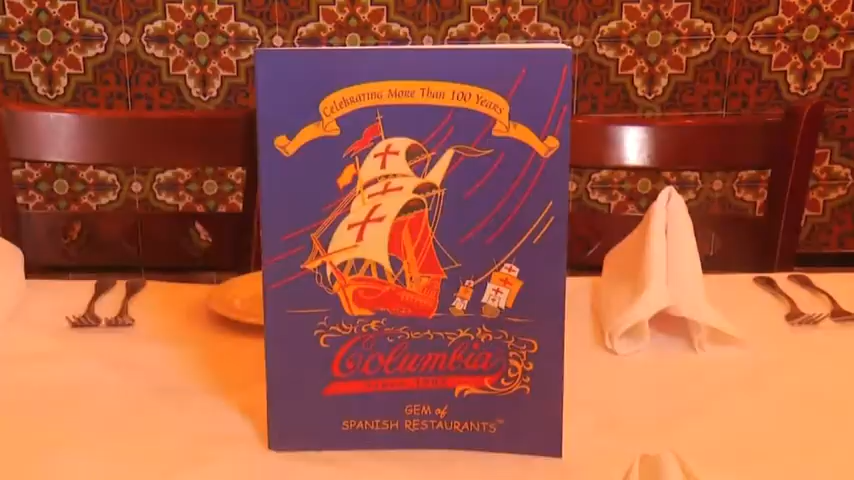 Celebrating More Than 100 Years
Columbia
GEM of
SPANISH RESTAURANTS™